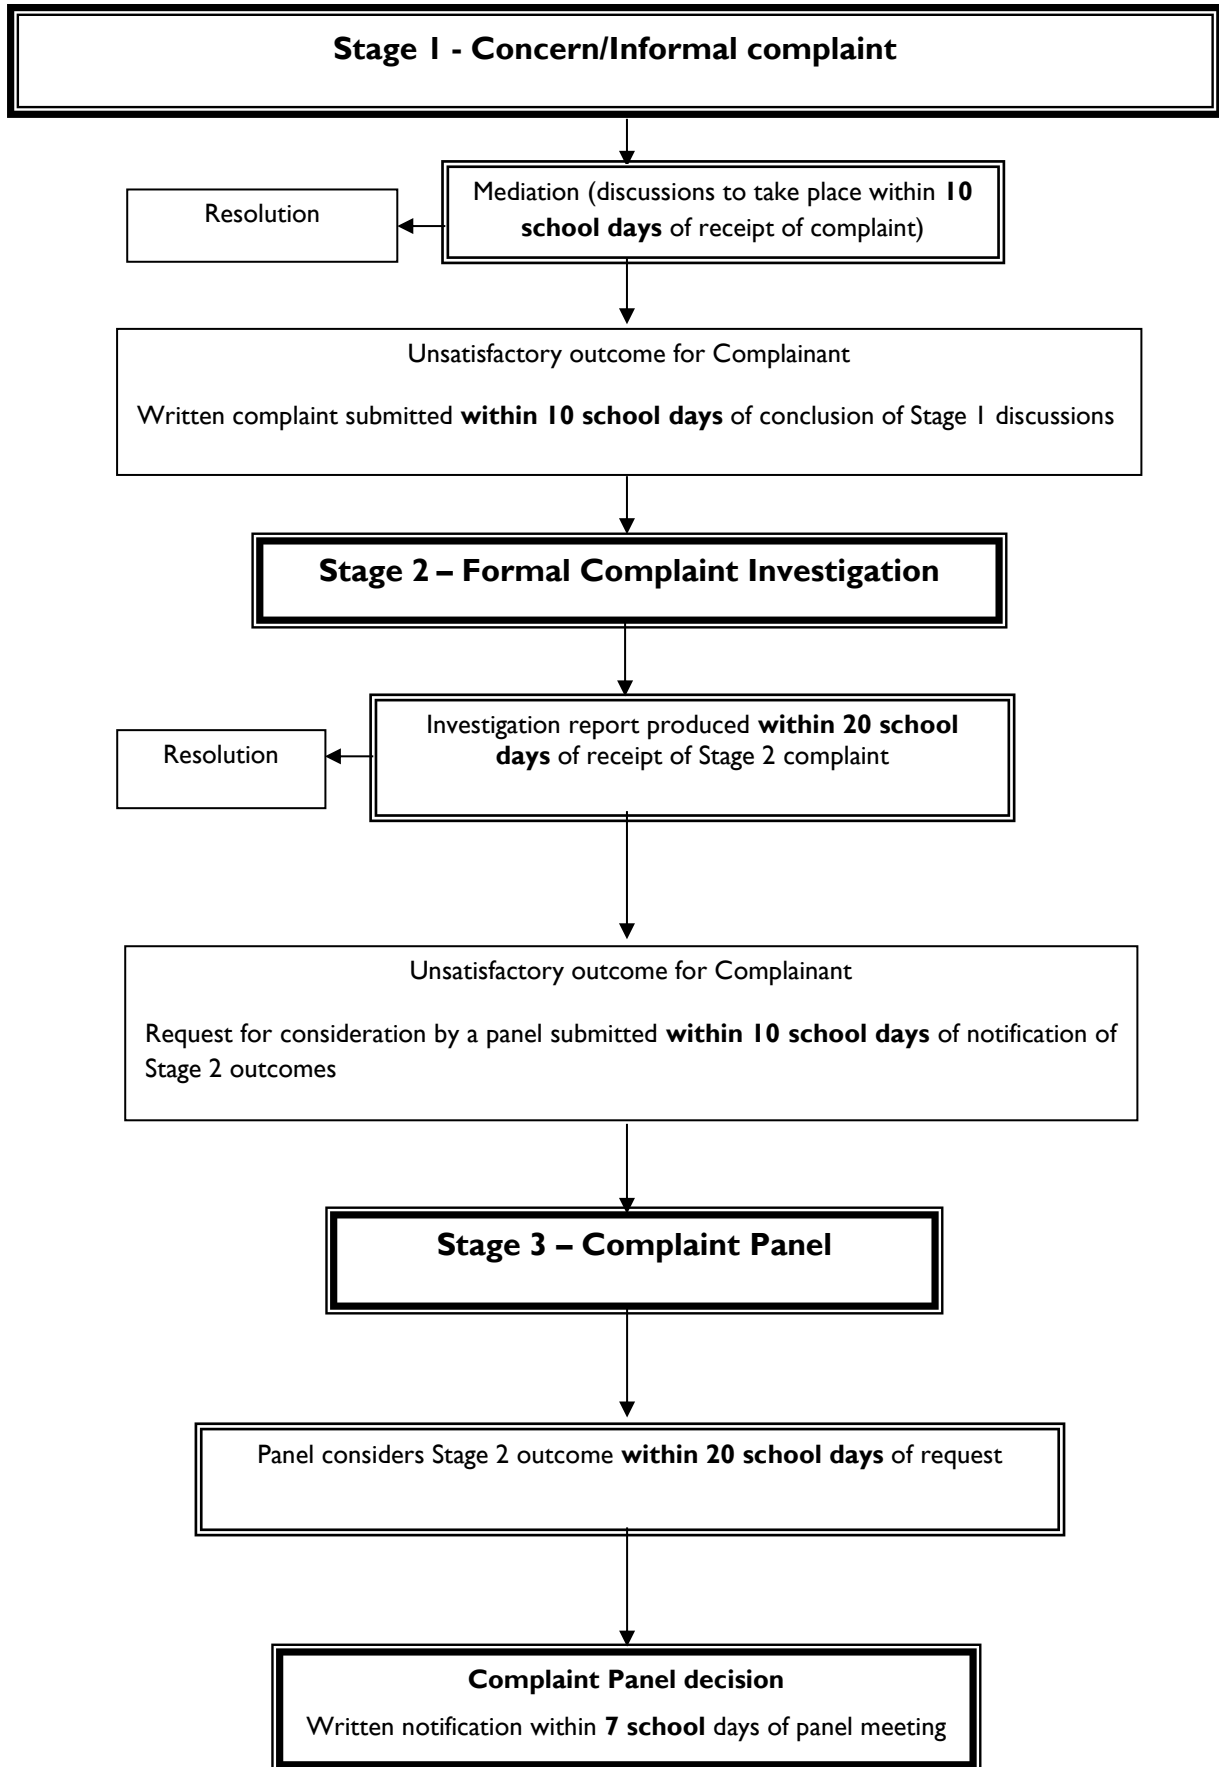 Stage 1 - Concern/Informal complaint
Mediation (discussions to take place within 10
school days of receipt of complaint)
Resolution
Unsatisfactory outcome for Complainant
Written complaint submitted within 10 school days of conclusion of Stage 1 discussions
Stage 2 – Formal Complaint Investigation
Investigation report produced within 20 school
days of receipt of Stage 2 complaint
Resolution
Unsatisfactory outcome for Complainant
Request for consideration by a panel submitted within 10 school days of notification of
Stage 2 outcomes
Stage 3 – Complaint Panel
Panel considers Stage 2 outcome within 20 school days of request
Complaint Panel decision
Written notification within 7 school days of panel meeting